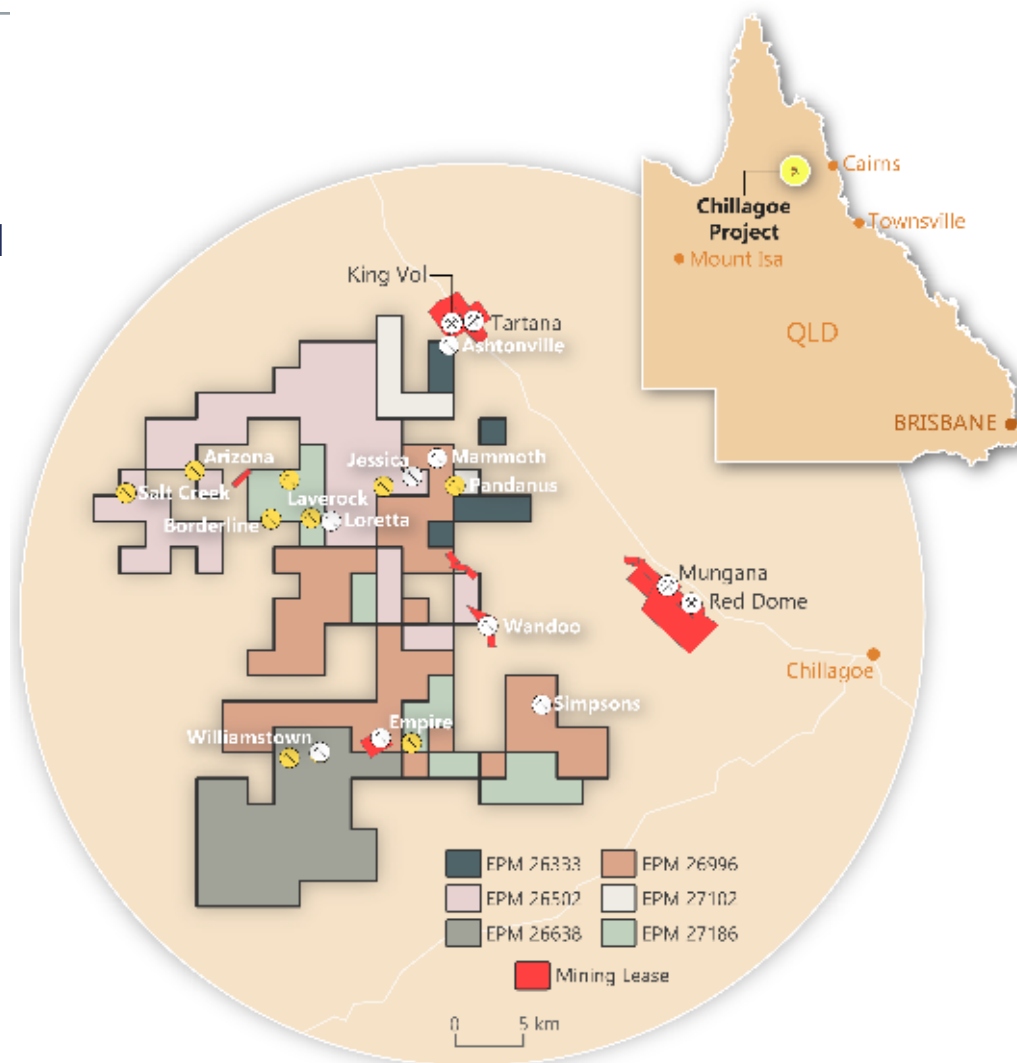 Cairns
Chillagoe
Project
Townsville
Mount Isa
QLD
BRISBANE
King Vol
Tartana
Ashtonville
Arizona
Jessica
Mammoth
Salt Creek
Laverock
Pandanus
Borderline
Loretta
Mungana
Red Dome
Wandoo
Chillagoe
Simpsons
Empire
Williamstown
EPM 26333
EPM 26996
EPM 26502
EPM 27102
EPM 26638
EPM 27186
Mining Lease
0 5 km